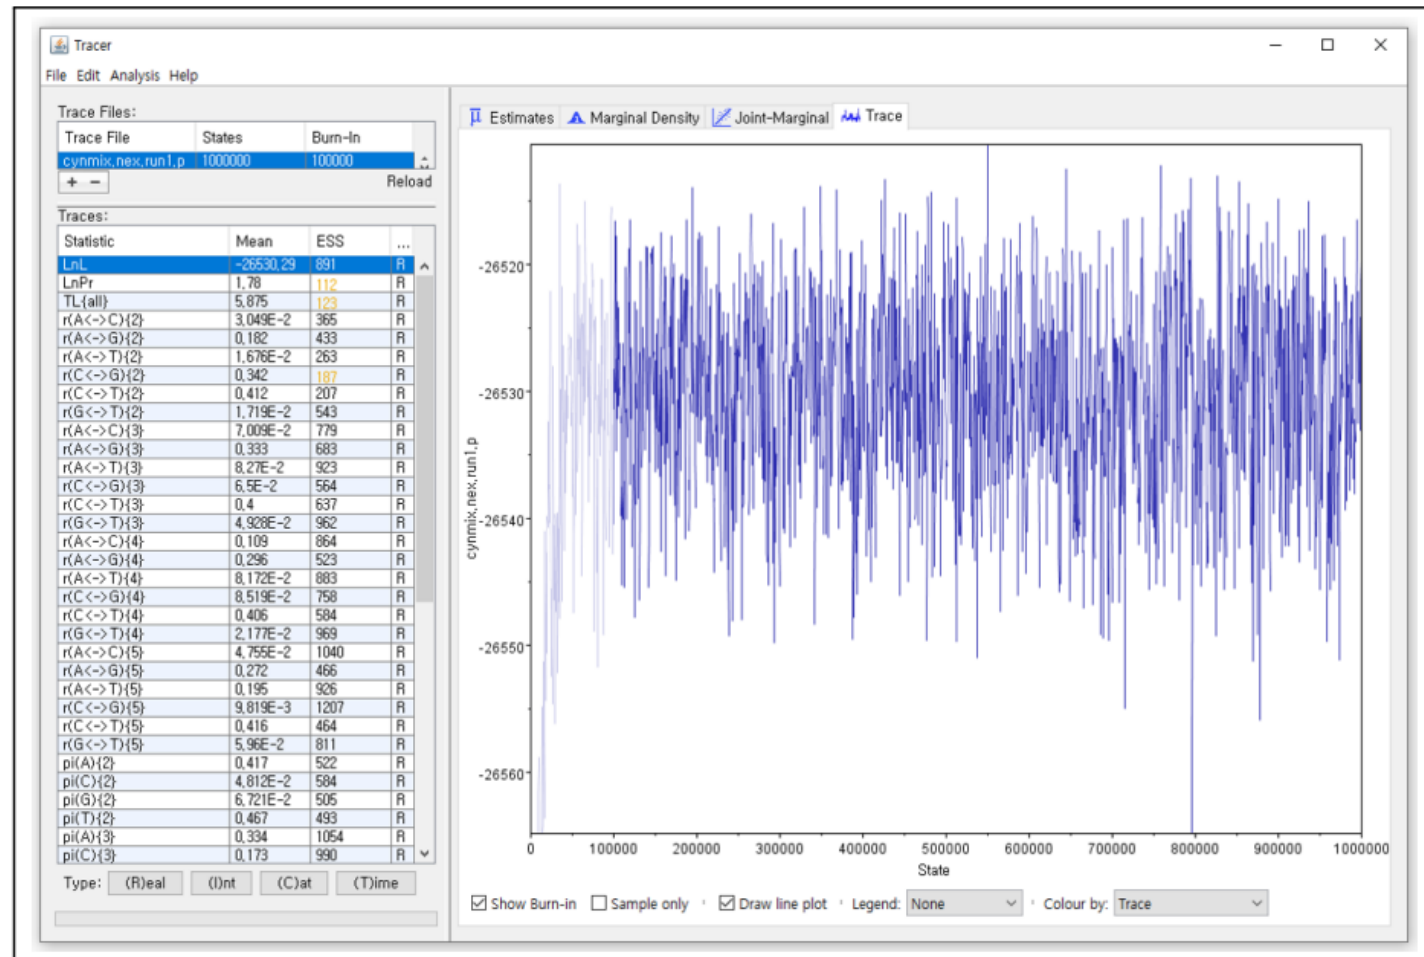 Tracer
File Edit Analysis Help
Trace Files:
Trace File States Burn-In
cynmix,nex,run1,p 1000000 100000
+ − Reload
Traces:
Statistic Mean ESS ...
LnL -26530,29 891 R
LnPr 1,78 112 R
TL{all} 5,875 123 R
r(A<->C){2} 3,049E-2 365 R
r(A<->G){2} 0,182 433 R
r(A<->T){2} 1,676E-2 263 R
r(C<->G){2} 0,342 187 R
r(C<->T){2} 0,412 207 R
r(G<->T){2} 1,719E-2 543 R
r(A<->C){3} 7,009E-2 779 R
r(A<->G){3} 0,333 683 R
r(A<->T){3} 8,27E-2 923 R
r(C<->G){3} 6,5E-2 564 R
r(C<->T){3} 0,4 637 R
r(G<->T){3} 4,928E-2 962 R
r(A<->C){4} 0,109 864 R
r(A<->G){4} 0,296 523 R
r(A<->T){4} 8,172E-2 883 R
r(C<->G){4} 8,519E-2 758 R
r(C<->T){4} 0,406 584 R
r(G<->T){4} 2,177E-2 969 R
r(A<->C){5} 4,755E-2 1040 R
r(A<->G){5} 0,272 466 R
r(A<->T){5} 0,195 926 R
r(C<->G){5} 9,819E-3 1207 R
r(C<->T){5} 0,416 464 R
r(G<->T){5} 5,96E-2 811 R
pi(A){2} 0,417 522 R
pi(C){2} 4,812E-2 584 R
pi(G){2} 6,721E-2 505 R
pi(T){2} 0,467 493 R
pi(A){3} 0,334 1054 R
pi(C){3} 0,173 990 R
Type: (R)eal (I)nt (C)at (T)ime
Estimates Marginal Density Joint-Marginal Trace
-26520
-26530
-26540
-26550
-26560
cynmix,nex,run1,p
0 100000 200000 300000 400000 500000 600000 700000 800000 900000 1000000
State
Show Burn-in Sample only Draw line plot Legend: None Colour by: Trace